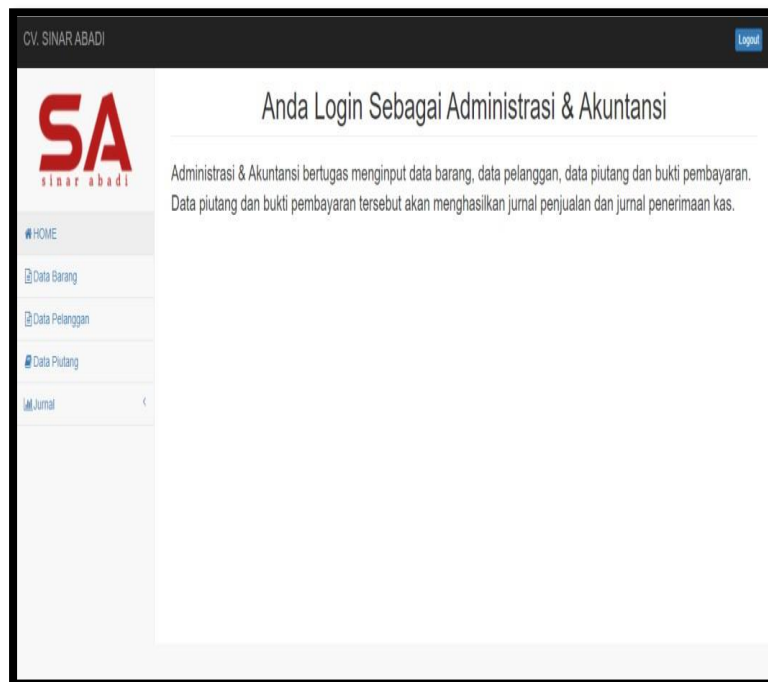 CV. SINAR ABADI
Logout
SA
sinar abadi
HOME
Data Barang
Data Pelanggan
Data Piutang
Jurnal
Anda Login Sebagai Administrasi & Akuntansi
Administrasi & Akuntansi bertugas menginput data barang, data pelanggan, data piutang dan bukti pembayaran.
Data piutang dan bukti pembayaran tersebut akan menghasilkan jurnal penjualan dan jurnal penerimaan kas.